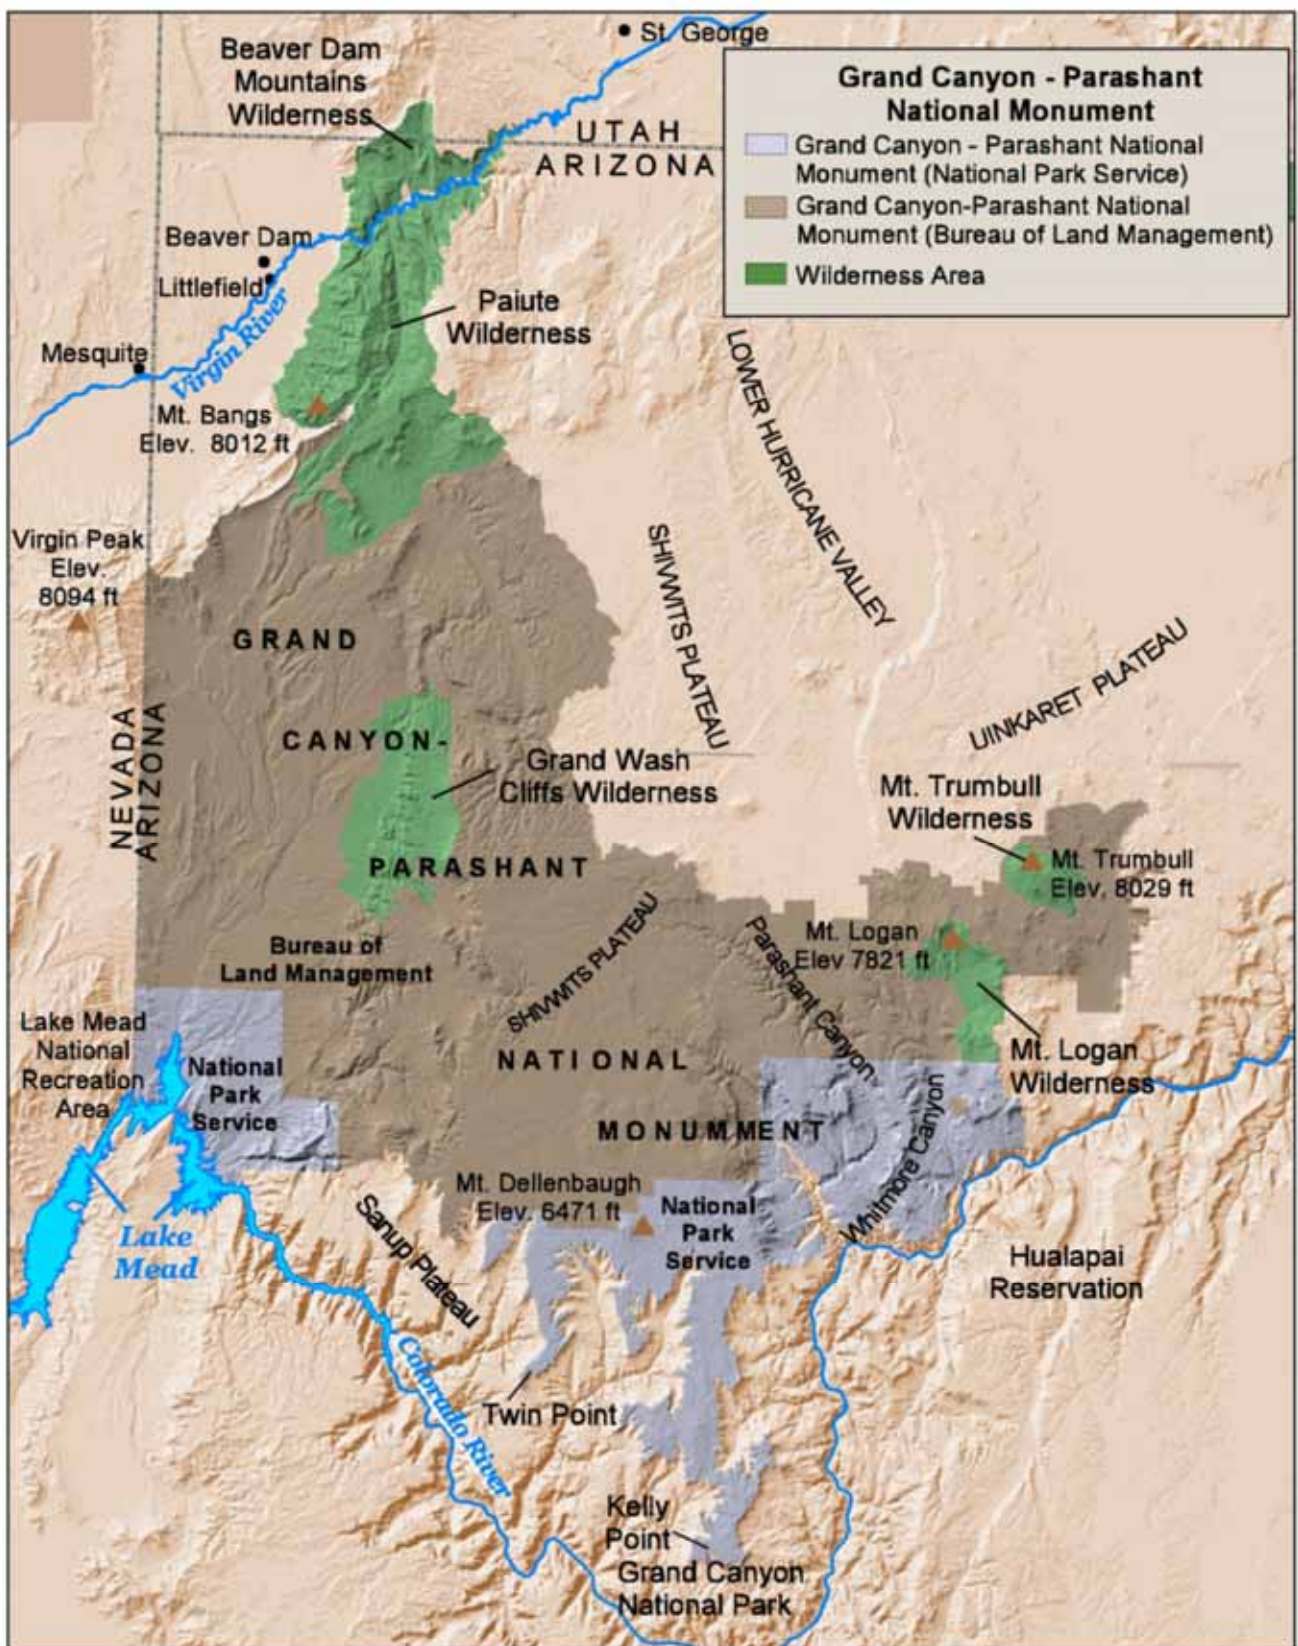 St. George
Beaver Dam
Mountains
Wilderness
UTAH
ARIZONA
Grand Canyon - Parashant
National Monument
Grand Canyon - Parashant National
Monument (National Park Service)
Grand Canyon-Parashant National
Monument (Bureau of Land Management)
Wilderness Area
Beaver Dam
Littlefield
Mesquite
Virgin River
Paiute
Wilderness
Mt. Bangs
Elev. 8012 ft
LOWER HURRICANE VALLEY
Virgin Peak
Elev.
8094 ft
SHIVWITS PLATEAU
UINKARET PLATEAU
GRAND
CANYON-
PARASHANT
NATIONAL
MONUMMENT
NEVADA
ARIZONA
Grand Wash
Cliffs Wilderness
Mt. Trumbull
Wilderness
Mt. Trumbull
Elev. 8029 ft
Mt. Logan
Elev 7821 ft
Bureau of
Land Management
SHIVWITS PLATEAU
Parashant Canyon
Mt. Logan
Wilderness
Lake Mead
National
Recreation
Area
National
Park
Service
Whitmore Canyon
Mt. Dellenbaugh
Elev. 6471 ft
National
Park
Service
Lake
Mead
Sanup Plateau
Hualapai
Reservation
Colorado River
Twin Point
Kelly
Point
Grand Canyon
National Park